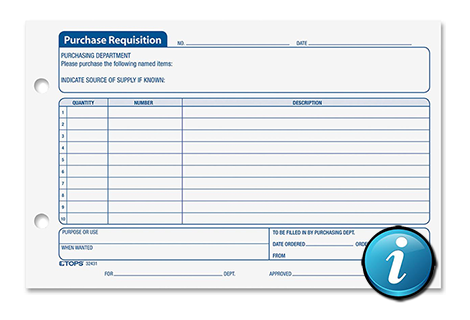 Purchase Requisition NO. DATE
PURCHASING DEPARTMENT
Please purchase the following named items:
INDICATE SOURCE OF SUPPLY IF KNOWN:
QUANTITY NUMBER DESCRIPTION
1
2
3
4
5
6
7
8
9
10
PURPOSE OR USE TO BE FILLED IN BY PURCHASING DEPT.
DATE ORDERED
WHEN WANTED FROM
TOPS 32431
FOR DEPT. APPROVED
i